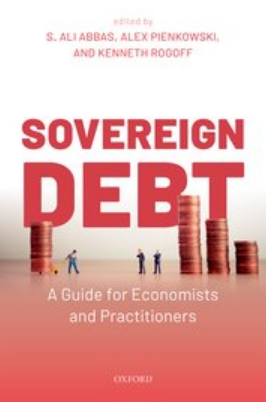 edited by
S. ALI ABBAS, ALEX PIENKOWSKI,
AND KENNETH ROGOFF
SOVEREIGN
DEBT
A Guide for Economists
and Practitioners
OXFORD